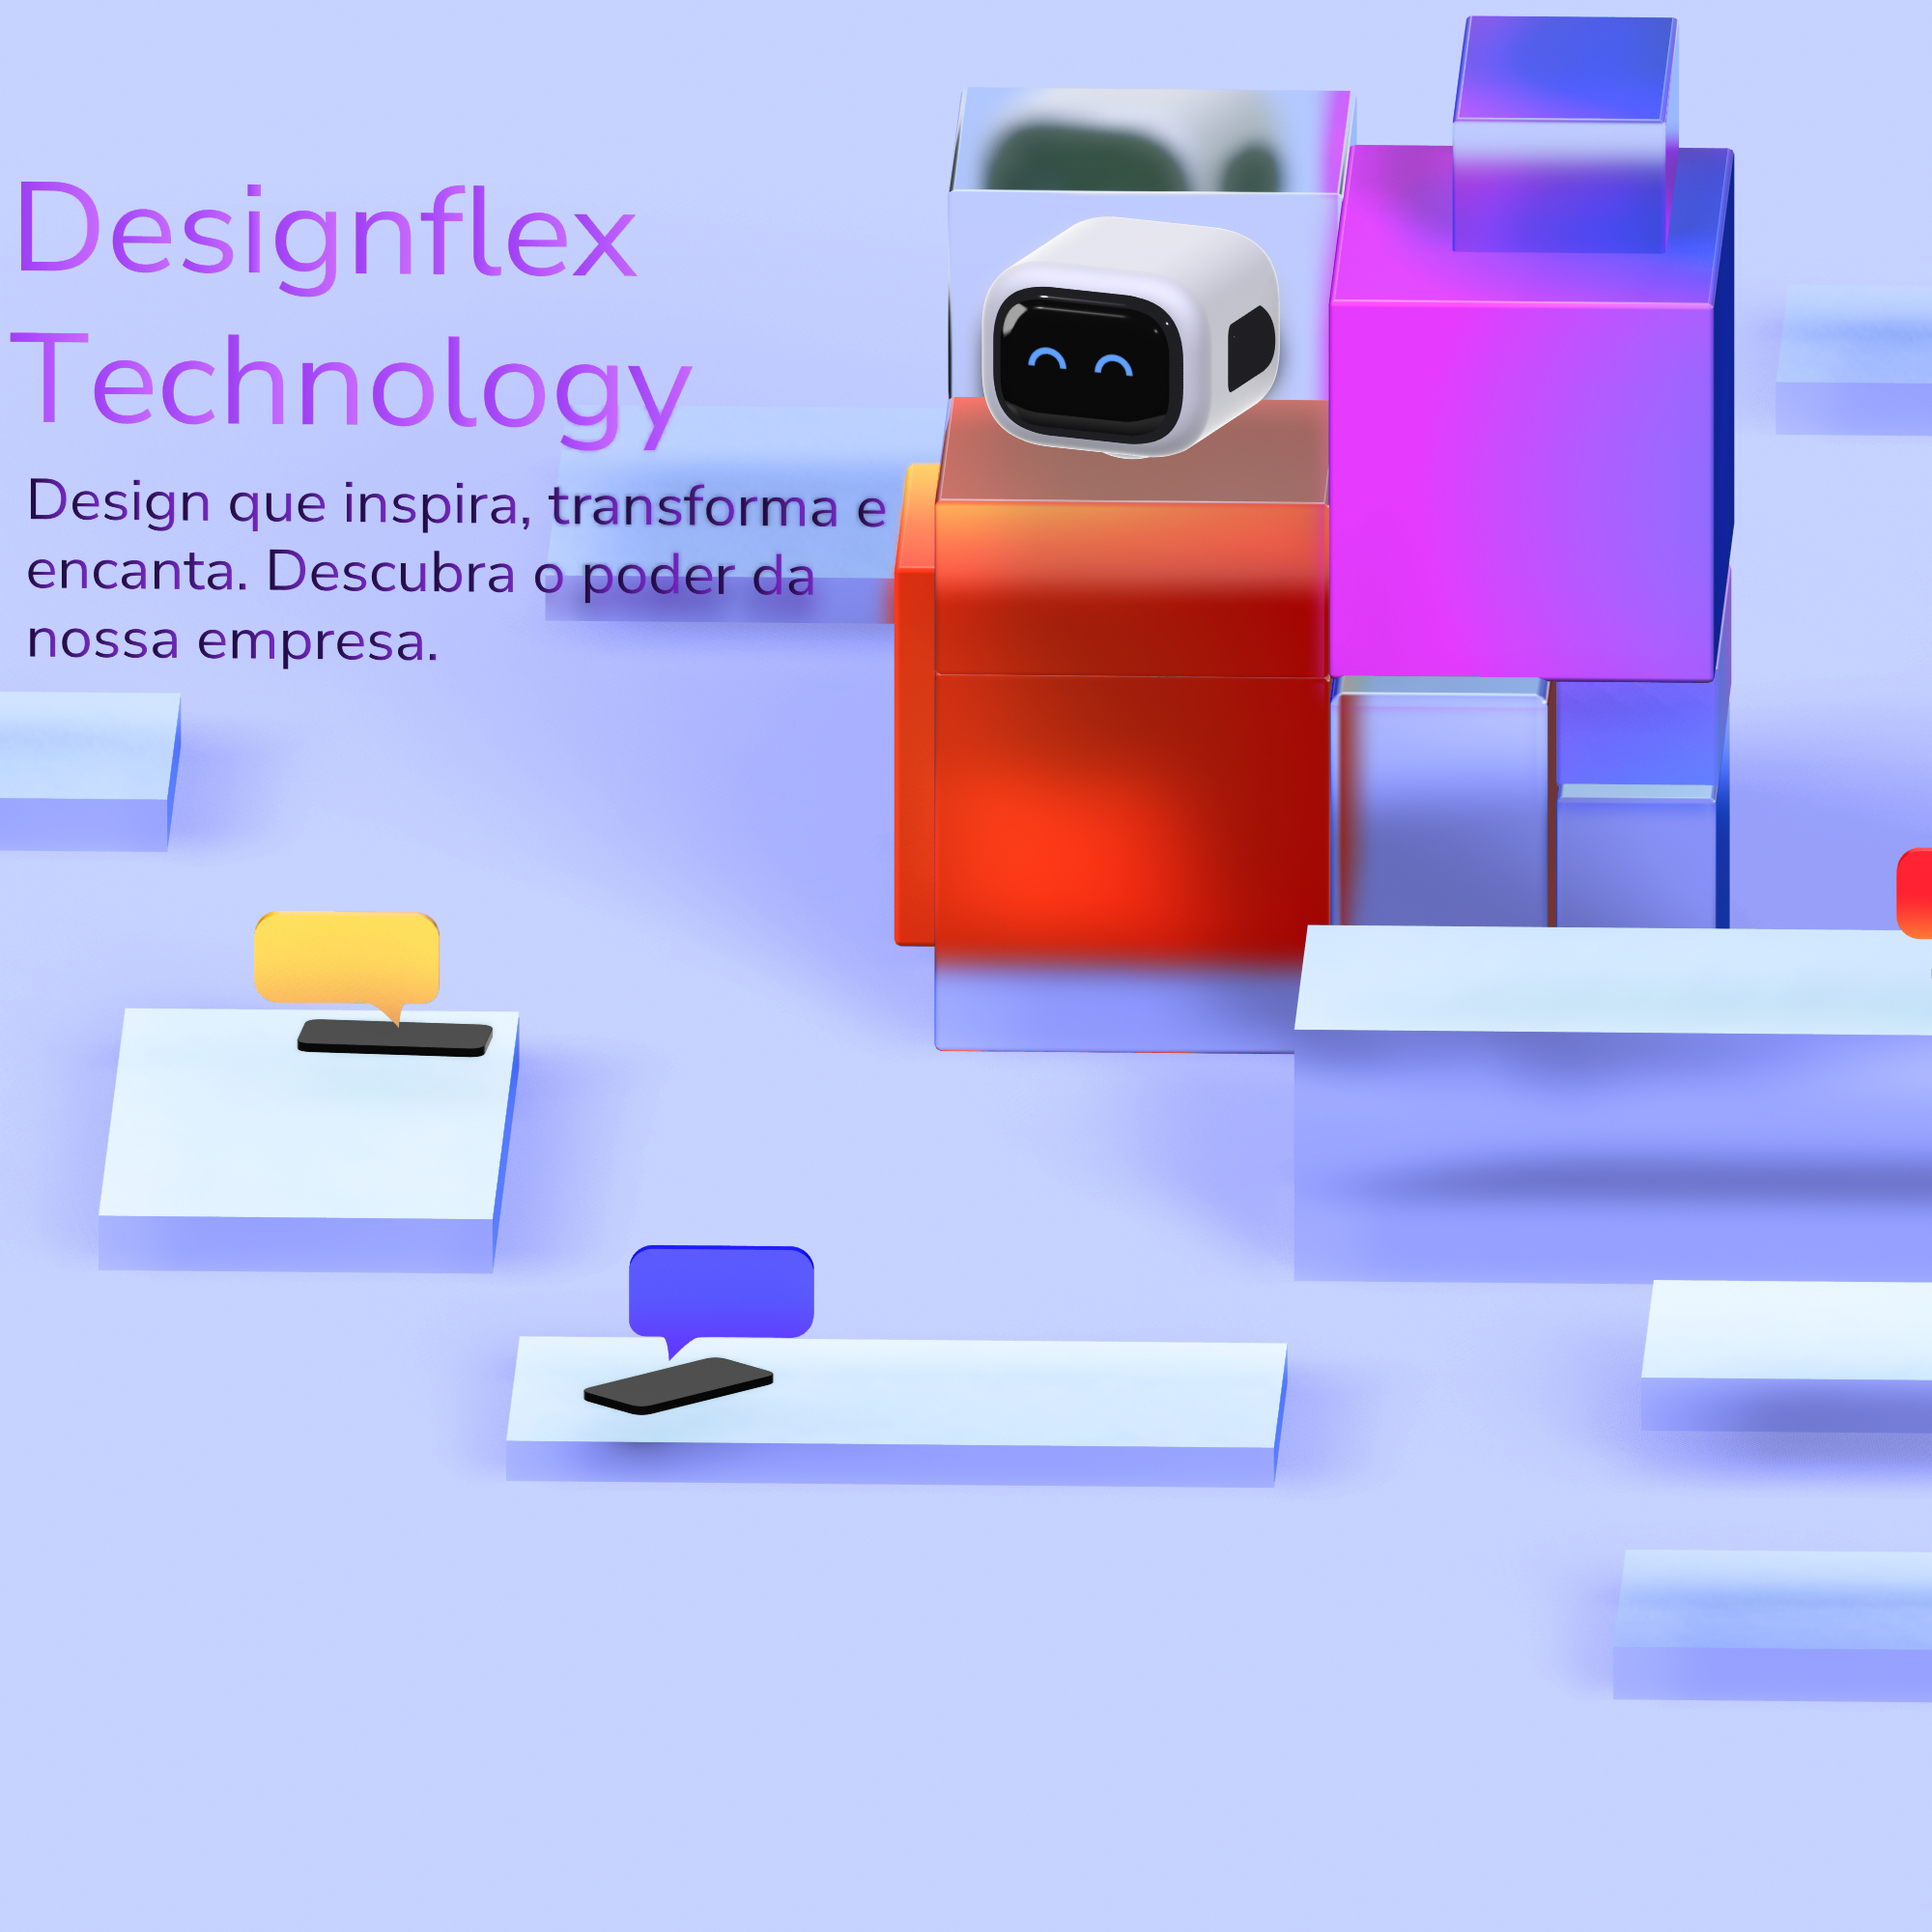 Designflex
Technology
Design que inspira, transforma e
encanta. Descubra o poder da
nossa empresa.